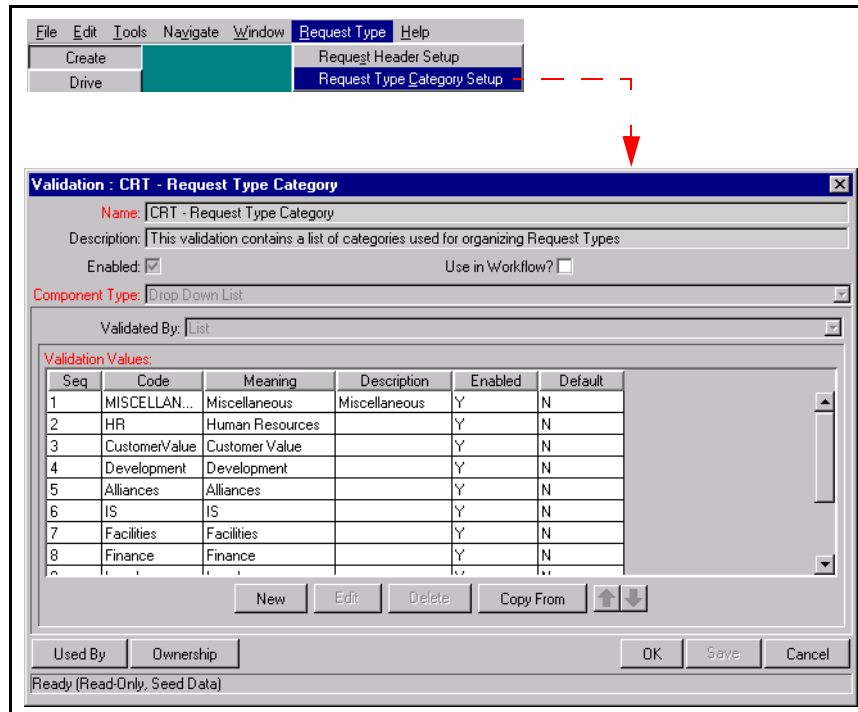 File Edit Tools Navigate Window Request Type Help
Create Request Header Setup
Drive Request Type Category Setup
Validation : CRT - Request Type Category
Name: CRT - Request Type Category
Description: This validation contains a list of categories used for organizing Request Types
Enabled: Use in Workflow?
Component Type: Drop Down List
Validated By: List
Validation Values:
Seq Code Meaning Description Enabled Default
1 MISCELLAN... Miscellaneous Miscellaneous Y N
2 HR Human Resources Y N
3 CustomerValue Customer Value Y N
4 Development Development Y N
5 Alliances Alliances Y N
6 IS IS Y N
7 Facilities Facilities Y N
8 Finance Finance Y N
New Edit Delete Copy From
Used By Ownership OK Save Cancel
Ready (Read-Only, Seed Data)